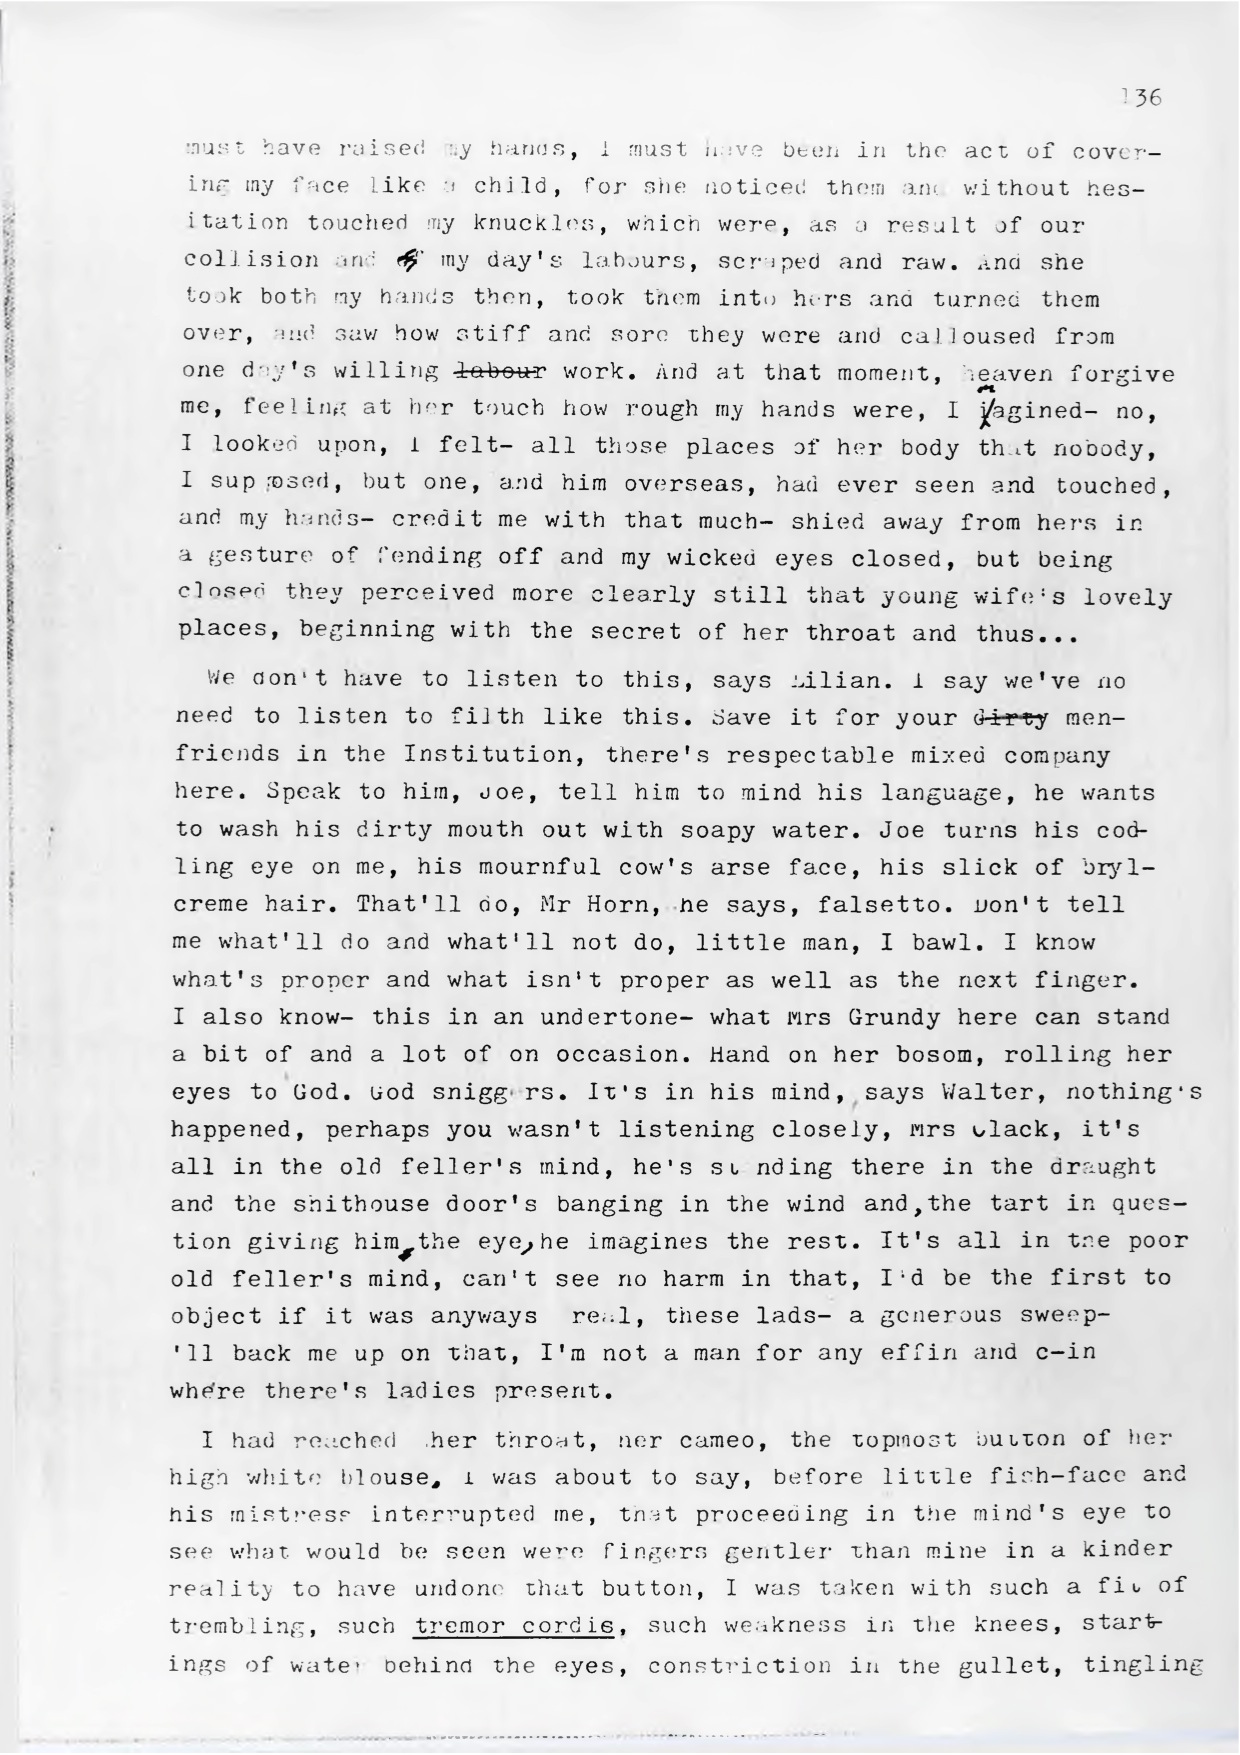 136
must have raised my hands, I must have been in the act of cover-
ing my face like a child, for she noticed them and without hes-
itation touched my knuckles, which were, as a result of our
collision and my day's labours, scraped and raw. And she
took both my hands then, took them into hers and turned them
over, and saw how stiff and sore they were and calloused from
one day's willing labour work. And at that moment, heaven forgive
me, feeling at her touch how rough my hands were, I imagined- no,
I looked upon, I felt- all those places of her body that nobody,
I supposed, but one, and him overseas, had ever seen and touched,
and my hands- credit me with that much- shied away from hers in
a gesture of fending off and my wicked eyes closed, but being
closed they perceived more clearly still that young wife's lovely
places, beginning with the secret of her throat and thus...
We don't have to listen to this, says Lilian. I say we've no
need to listen to filth like this. Save it for your dirty men-
friends in the Institution, there's respectable mixed company
here. Speak to him, Joe, tell him to mind his language, he wants
to wash his dirty mouth out with soapy water. Joe turns his cod-
ling eye on me, his mournful cow's arse face, his slick of bryl-
creme hair. That'll do, Mr Horn, he says, falsetto. Don't tell
me what'll do and what'll not do, little man, I bawl. I know
what's proper and what isn't proper as well as the next finger.
I also know- this in an undertone- what Mrs Grundy here can stand
a bit of and a lot of on occasion. Hand on her bosom, rolling her
eyes to God. God sniggers. It's in his mind, says Walter, nothing's
happened, perhaps you wasn't listening closely, Mrs Clack, it's
all in the old feller's mind, he's standing there in the draught
and the shithouse door's banging in the wind and, the tart in ques-
tion giving him, the eye, he imagines the rest. It's all in the poor
old feller's mind, can't see no harm in that, I'd be the first to
object if it was anyways real, these lads- a generous sweep-
'll back me up on that, I'm not a man for any effin and c-in
where there's ladies present.
I had reached her throat, her cameo, the topmost button of her
high white blouse, I was about to say, before little fish-face and
his mistress interrupted me, that proceeding in the mind's eye to
see what would be seen were fingers gentler than mine in a kinder
reality to have undone that button, I was taken with such a fit of
trembling, such tremor cordis, such weakness in the knees, start-
ings of water behind the eyes, constriction in the gullet, tingling